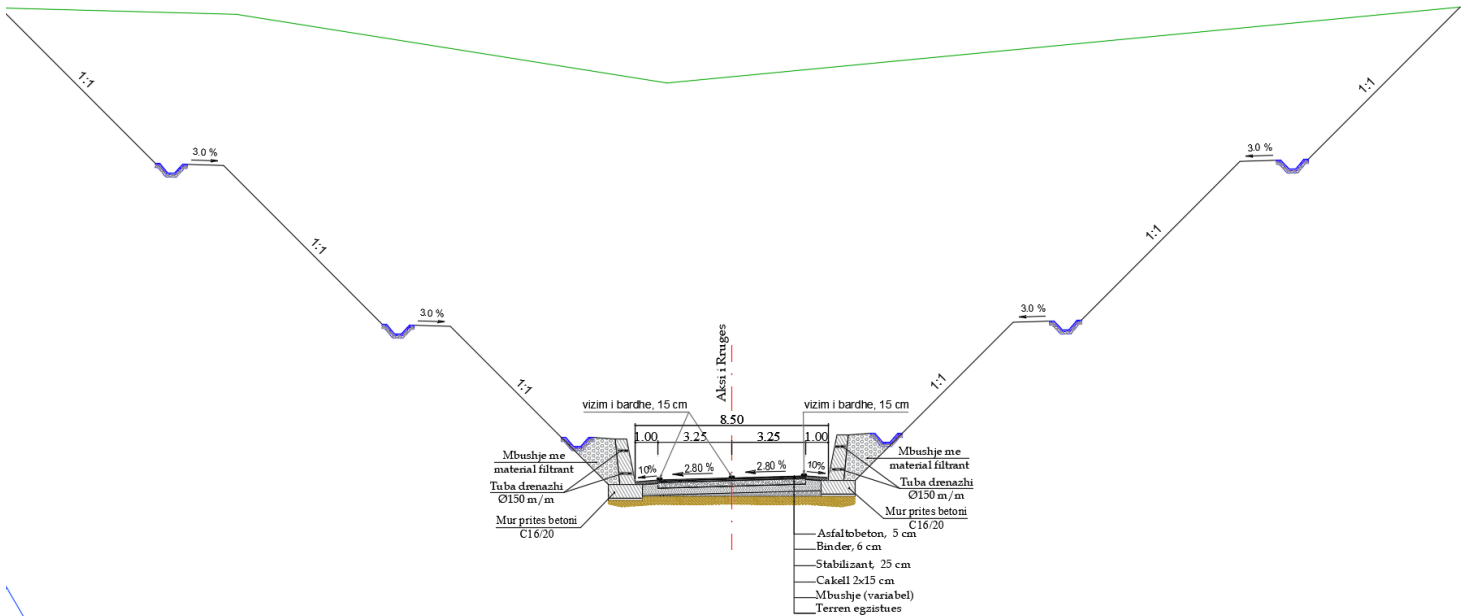 1:1
1:1
3.0 %
3.0 %
1:1
1:1
3.0 %
3.0 %
1:1
1:1
Aksi i Rruges
vizim i bardhe, 15 cm
vizim i bardhe, 15 cm
8.50
1.00
3.25
3.25
1.00
10%
2.80 %
2.80 %
10%
Mbushje me
material filtrant
Tuba drenazhi
Ø150 m/m
Mur prites betoni
C16/20
Mbushje me
material filtrant
Tuba drenazhi
Ø150 m/m
Mur prites betoni
C16/20
Asfaltobeton, 5 cm
Binder, 6 cm
Stabilizant, 25 cm
Cakell 2x15 cm
Mbushje (variabel)
Terren egzistues